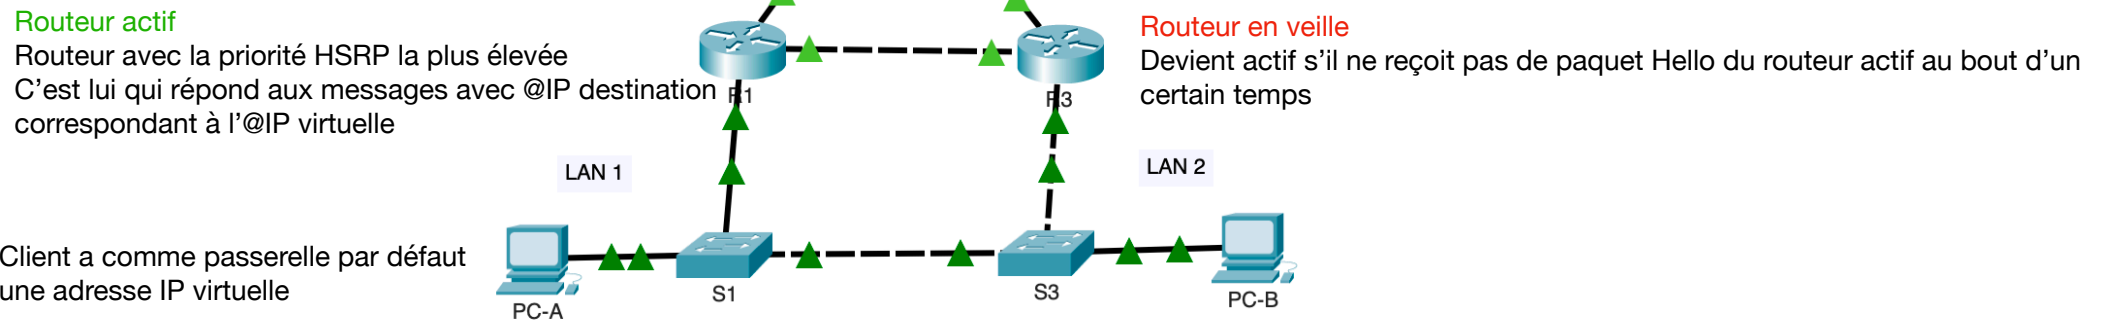 Routeur actif
Routeur avec la priorité HSRP la plus élevée
C'est lui qui répond aux messages avec @IP destination
correspondant à l'@IP virtuelle
Routeur en veille
Devient actif s'il ne reçoit pas de paquet Hello du routeur actif au bout d'un
certain temps
R1
R3
LAN 1
LAN 2
Client a comme passerelle par défaut
une adresse IP virtuelle
PC-A
S1
S3
PC-B